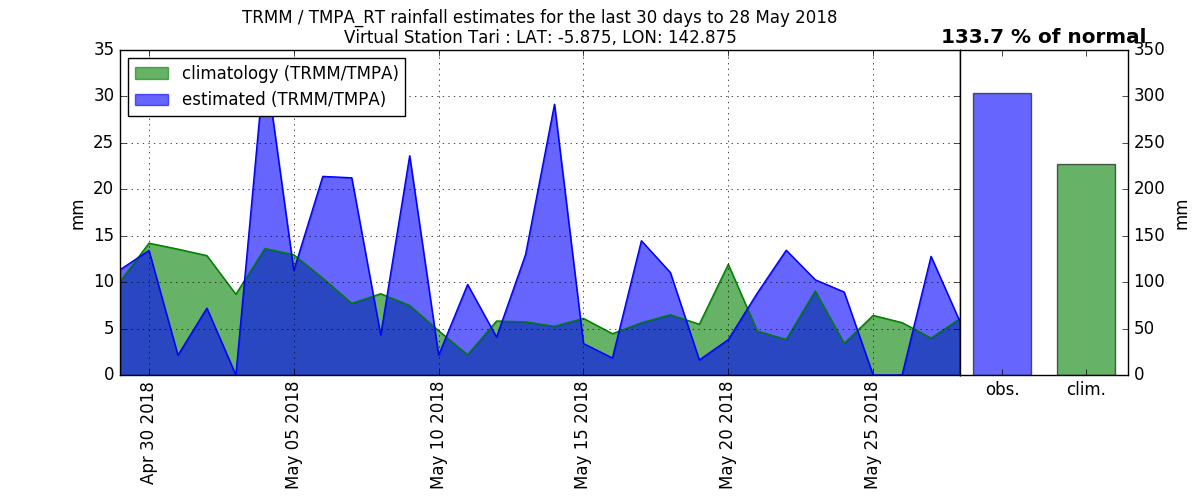 TRMM / TMPA_RT rainfall estimates for the last 30 days to 28 May 2018
Virtual Station Tari : LAT: -5.875, LON: 142.875
133.7 % of normal
climatology (TRMM/TMPA)
estimated (TRMM/TMPA)
mm
35
30
25
20
15
10
5
0
Apr 30 2018
May 05 2018
May 10 2018
May 15 2018
May 20 2018
May 25 2018
obs.
clim.
350
300
250
200
150
100
50
0
mm